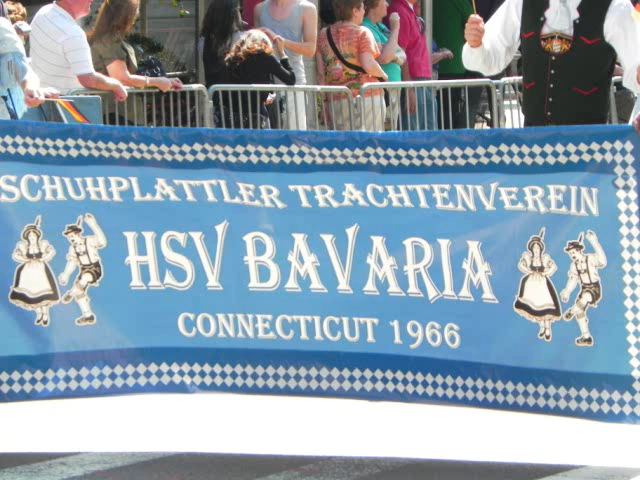 SCHUHPLATTLER TRACHTENVEREIN
HSV BAVARIA
CONNECTICUT 1966